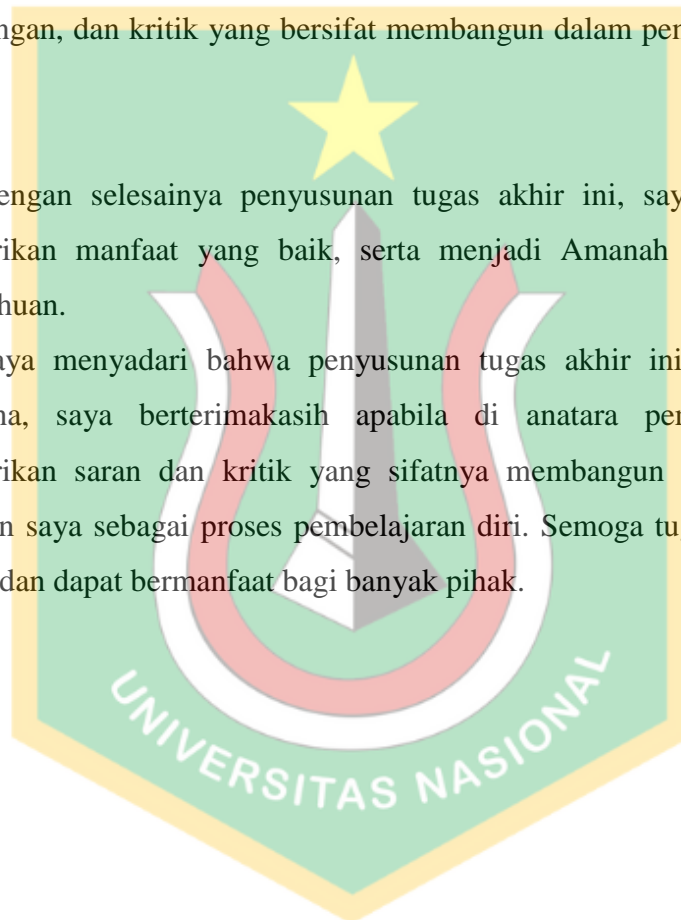 ngan, dan kritik yang bersifat membangun dalam pen
engan selesainya penyusunan tugas akhir ini, say
rikan manfaat yang baik, serta menjadi Amanah
huan.
aya menyadari bahwa penyusunan tugas akhir ini
na, saya berterimakasih apabila di anatara per
rikan saran dan kritik yang sifatnya membangun
n saya sebagai proses pembelajaran diri. Semoga tu
dan dapat bermanfaat bagi banyak pihak.
UNIVERSITAS NASIONAL